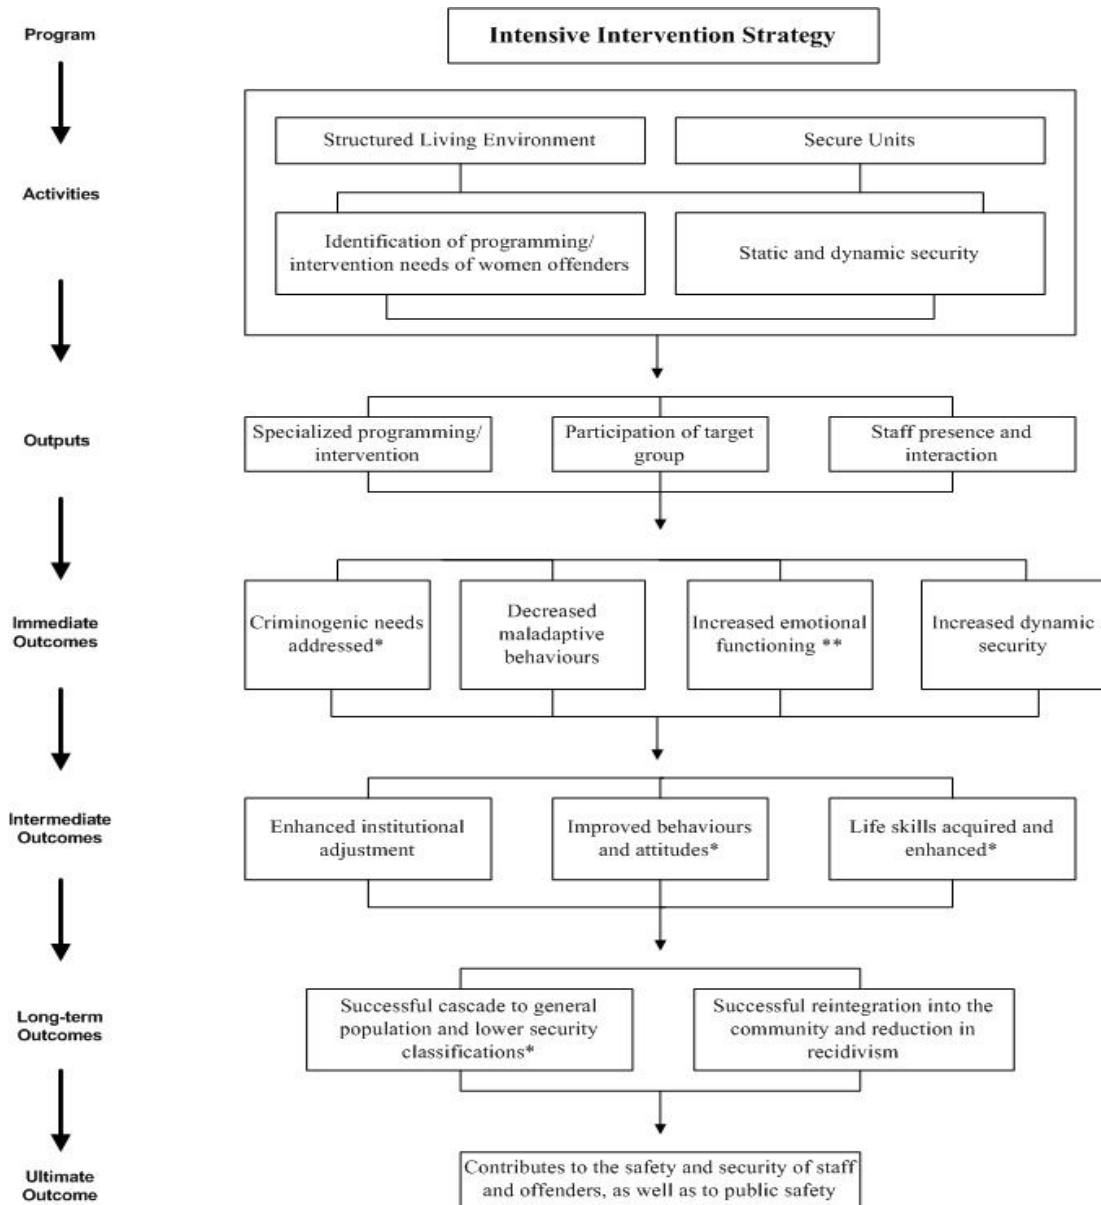 Program
Intensive Intervention Strategy
Structured Living Environment
Secure Units
Activities
Identification of programming/
intervention needs of women offenders
Static and dynamic security
Outputs
Specialized programming/
intervention
Participation of target
group
Staff presence and
interaction
Immediate
Outcomes
Criminogenic needs
addressed*
Decreased
maladaptive
behaviours
Increased emotional
functioning **
Increased dynamic
security
Intermediate
Outcomes
Enhanced institutional
adjustment
Improved behaviours
and attitudes*
Life skills acquired and
enhanced*
Long-term
Outcomes
Successful cascade to general
population and lower security
classifications*
Successful reintegration into the
community and reduction in
recidivism
Ultimate
Outcome
Contributes to the safety and security of staff
and offenders, as well as to public safety